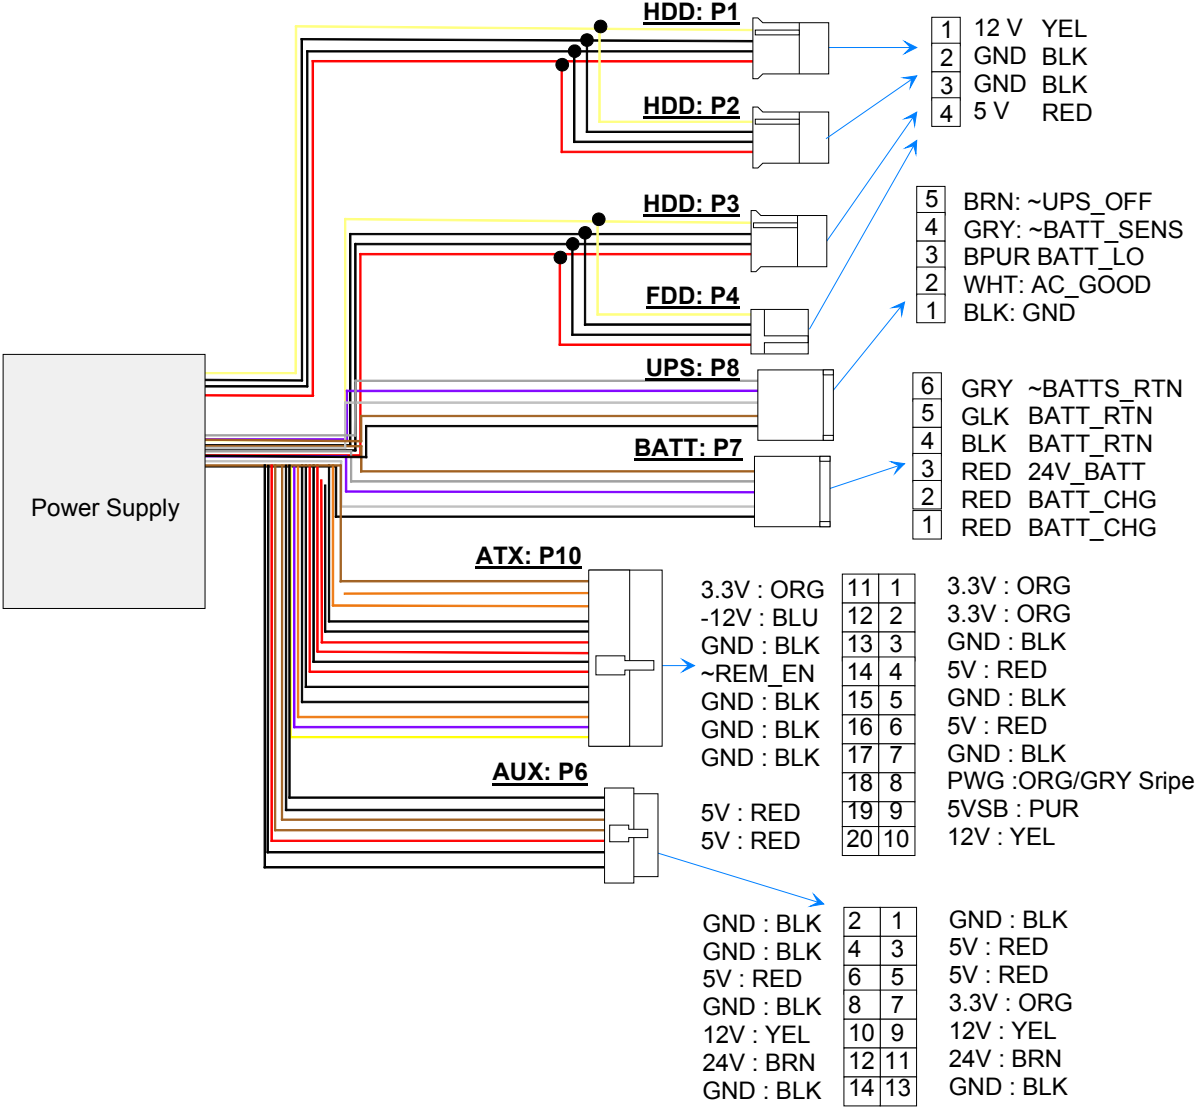 HDD: P1
1 12 V YEL
2 GND BLK
3 GND BLK
4 5 V RED
HDD: P2
HDD: P3
FDD: P4
5 BRN: ~UPS_OFF
4 GRY: ~BATT_SENS
3 BPUR BATT_LO
2 WHT: AC_GOOD
1 BLK: GND
UPS: P8
6 GRY ~BATTS_RTN
5 GLK BATT_RTN
4 BLK BATT_RTN
3 RED 24V_BATT
2 RED BATT_CHG
1 RED BATT_CHG
BATT: P7
Power Supply
ATX: P10
3.3V : ORG 11 1 3.3V : ORG
-12V : BLU 12 2 3.3V : ORG
GND : BLK 13 3 GND : BLK
~REM_EN 14 4 5V : RED
GND : BLK 15 5 GND : BLK
GND : BLK 16 6 5V : RED
GND : BLK 17 7 GND : BLK
18 8 PWG :ORG/GRY Sripe
5V : RED 19 9 5VSB : PUR
5V : RED 20 10 12V : YEL
AUX: P6
GND : BLK 2 1 GND : BLK
GND : BLK 4 3 5V : RED
5V : RED 6 5 5V : RED
GND : BLK 8 7 3.3V : ORG
12V : YEL 10 9 12V : YEL
24V : BRN 12 11 24V : BRN
GND : BLK 14 13 GND : BLK